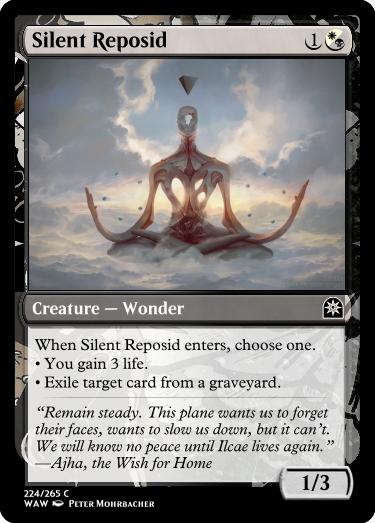 Silent Reposid 1
Creature — Wonder
When Silent Reposid enters, choose one.
• You gain 3 life.
• Exile target card from a graveyard.
“Remain steady. This plane wants us to forget
their faces, wants to slow us down, but it can’t.
We will know no peace until Ilcae lives again.”
—Ajha, the Wish for Home
1/3
224/265 C
WAW Peter Mohrbacher